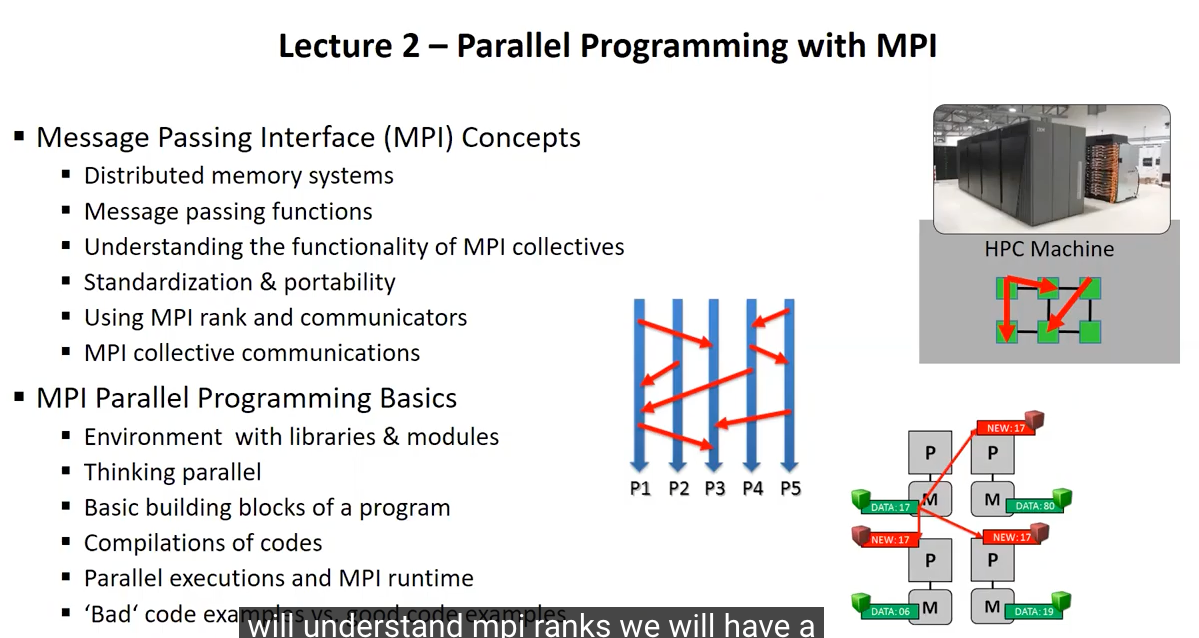 Lecture 2 – Parallel Programming with MPI
Message Passing Interface (MPI) Concepts
Distributed memory systems
Message passing functions
Understanding the functionality of MPI collectives
Standardization & portability
Using MPI rank and communicators
MPI collective communications
MPI Parallel Programming Basics
Environment with libraries & modules
Thinking parallel
Basic building blocks of a program
Compilations of codes
Parallel executions and MPI runtime
‘Bad‘ code examples vs. good code examples
will understand mpi ranks we will have a
P1 P2 P3 P4 P5
IBM
HPC Machine
NEW: 17
P P
M M
DATA: 17 DATA: 80
NEW: 17 NEW: 17
P P
M M
DATA: 06 DATA: 19